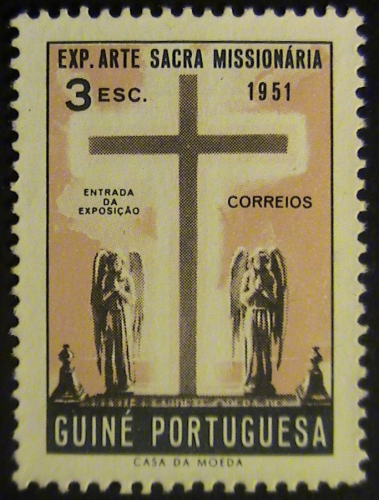 EXP. ARTE SACRA MISSIONÁRIA
3 ESC.
1951
ENTRADA
DA
EXPOSIÇÃO
CORREIOS
GUINÉ PORTUGUESA
CASA DA MOEDA